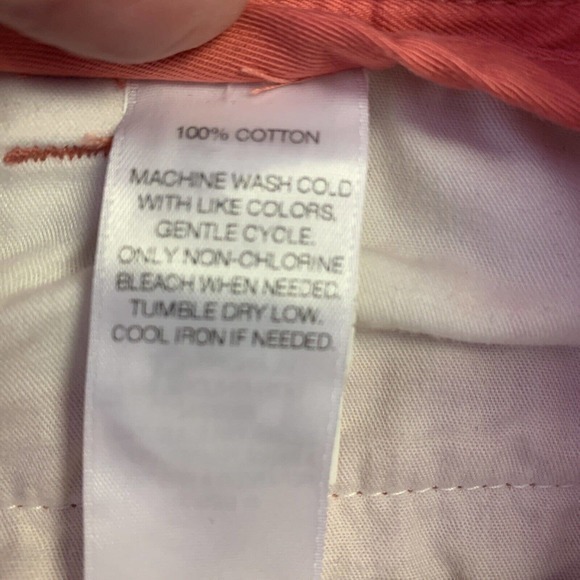 100% COTTON
MACHINE WASH COLD
WITH LIKE COLORS.
GENTLE CYCLE.
ONLY NON-CHLORINE
BLEACH WHEN NEEDED.
TUMBLE DRY LOW.
COOL IRON IF NEEDED.